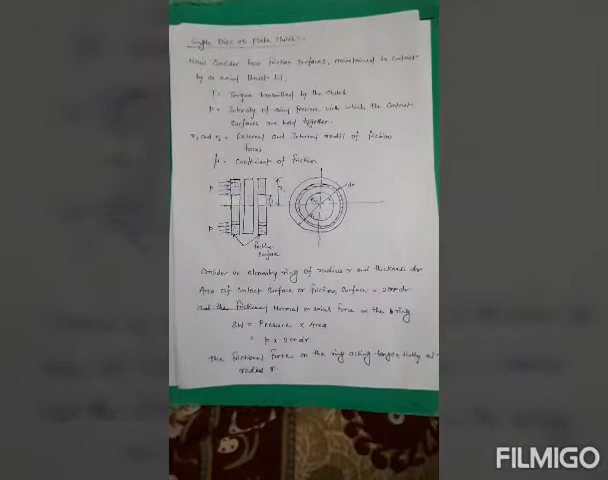 Single Disc or Plate Clutch :-
Now Consider two friction surfaces, maintained in contact
by an axial thrust W.
T = Torque transmitted by the clutch
p = Intensity of axial pressure with which the contact
surfaces are held together.
r₁ and r₂ = External and Internal radii of friction
faces
μ = Coefficient of friction
p
dr
r₁
p
friction
surface
Consider an elementry ring of radius r and thickness dr
Area of Contact Surface or friction Surface = 2πr dr
and the frictional Normal or axial force on the ring
δW = Pressure × Area
= p × 2πr dr
The frictional force on the ring acting tangentially at
radius r
FILMIGO